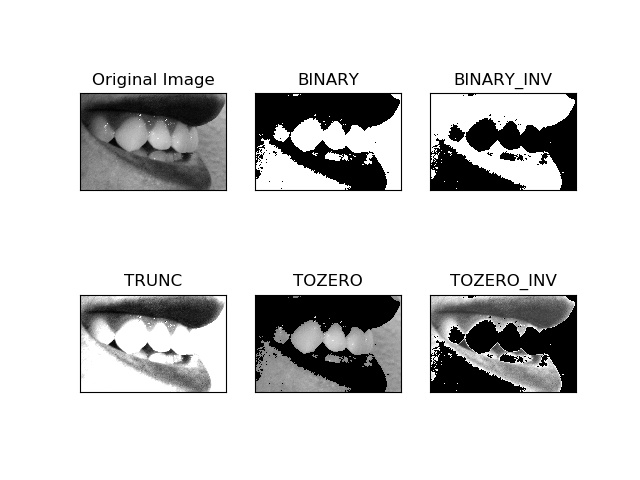 Original Image
BINARY
BINARY_INV
TRUNC
TOZERO
TOZERO_INV